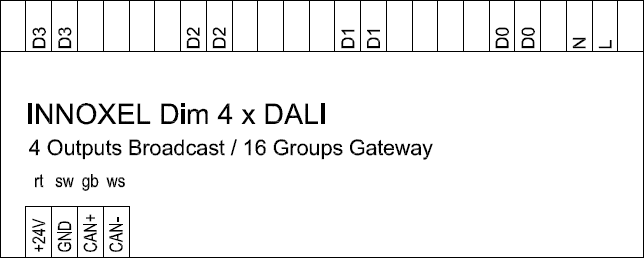 D3 D3 D2 D2 D1 D1 D0 D0 N L
INNOXEL Dim 4 x DALI
4 Outputs Broadcast / 16 Groups Gateway
rt sw gb ws
+24V GND CAN+ CAN-